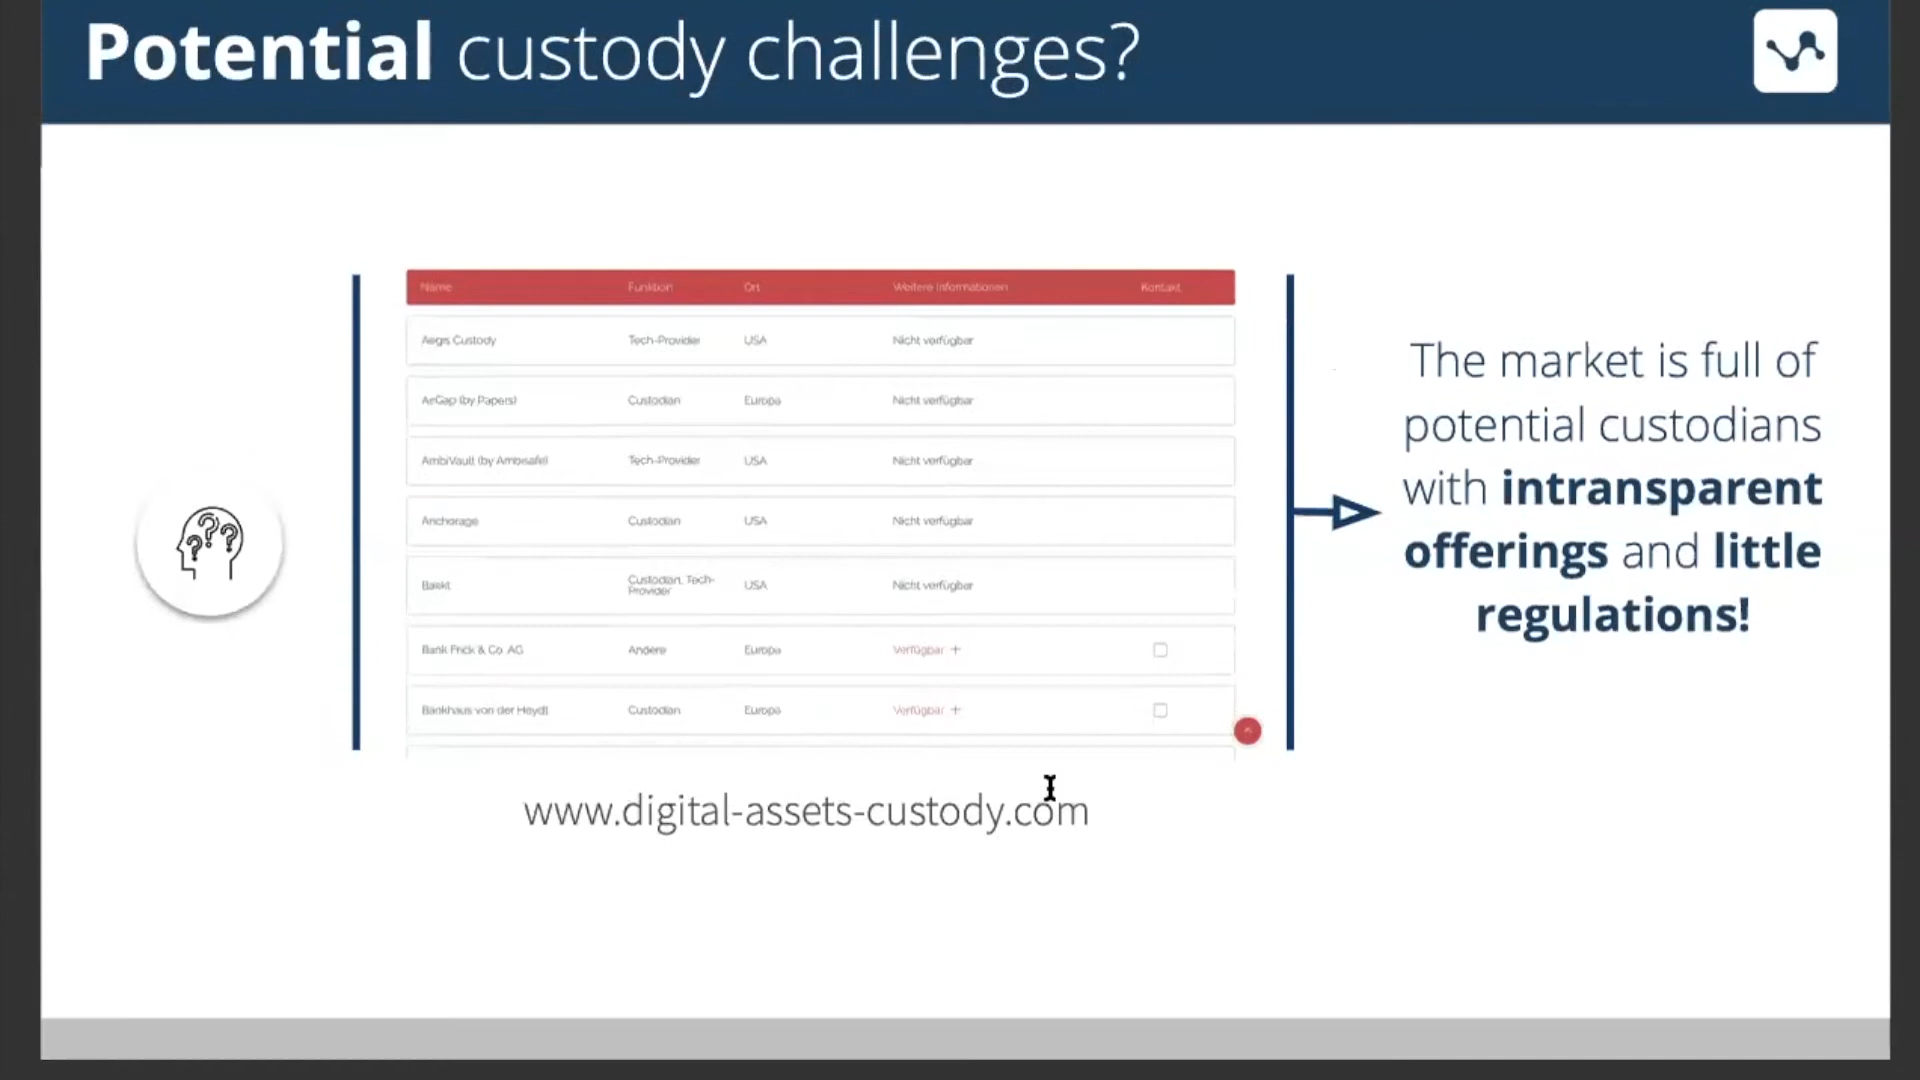 Potential custody challenges?
Name Funktion Ort Weitere Informationen Kontakt
Aegis Custody Tech-Provider USA Nicht verfügbar
AirGap (by Papers) Custodian Europa Nicht verfügbar
AmbiVault (by Ambisafe) Tech-Provider USA Nicht verfügbar
Anchorage Custodian USA Nicht verfügbar
Bakkt Custodian, Tech-
Provider USA Nicht verfügbar
Bank Frick & Co. AG Andere Europa Verfügbar +
Bankhaus von der Heydt Custodian Europa Verfügbar +
www.digital-assets-custody.com
The market is full of
potential custodians
with intransparent
offerings and little
regulations!